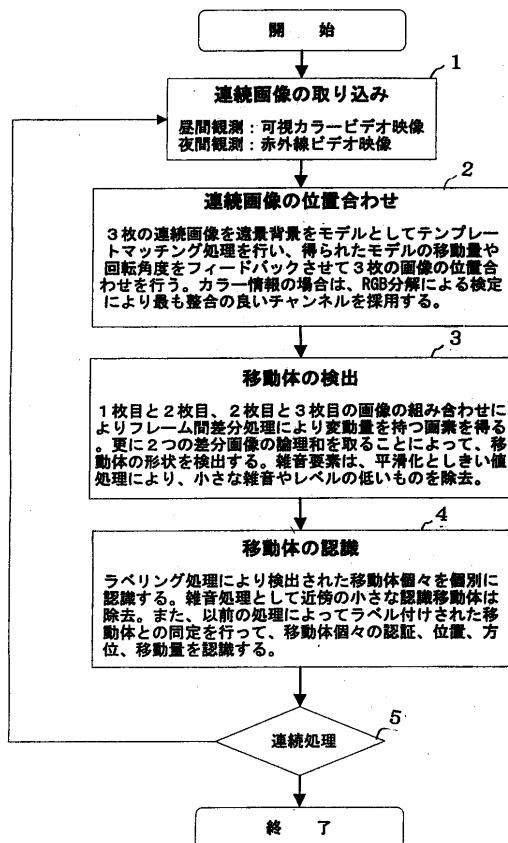 開 始
1
連続画像の取り込み
昼間観測：可視カラービデオ映像
夜間観測：赤外線ビデオ映像
2
連続画像の位置合わせ
３枚の連続画像を遠景背景をモデルとしてテンプレー
トマッチング処理を行い、得られたモデルの移動量や
回転角度をフィードバックさせて３枚の画像の位置合
わせを行う。カラー情報の場合は、RGB分解による検定
により最も整合の良いチャンネルを採用する。
3
移動体の検出
１枚目と２枚目、２枚目と３枚目の画像の組み合わせに
よりフレーム間差分処理により変動量を持つ画素を得る
。更に２つの差分画像の論理和を取ることによって、移
動体の形状を検出する。雑音要素は、平滑化としきい値
処理により、小さな雑音やレベルの低いものを除去。
4
移動体の認識
ラベリング処理により検出された移動体個々を個別に
認識する。雑音処理として近傍の小さな認識移動体は
除去。また、以前の処理によってラベル付けされた移
動体との同定を行って、移動体個々の認証、位置、方
位、移動量を認識する。
5
連続処理
終 了